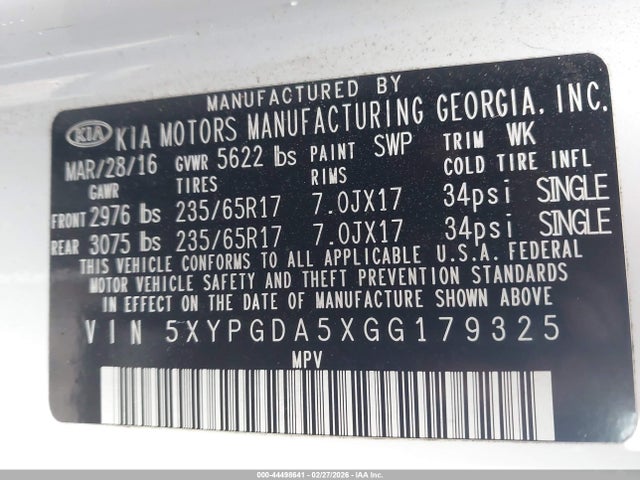 MANUFACTURED BY
KIA KIA MOTORS MANUFACTURING GEORGIA, INC.
MAR/28/16 GVWR 5622 lbs PAINT SWP TRIM WK
GAWR TIRES RIMS COLD TIRE INFL
FRONT 2976 lbs 235/65R17 7.0JX17 34psi SINGLE
REAR 3075 lbs 235/65R17 7.0JX17 34psi SINGLE
THIS VEHICLE CONFORMS TO ALL APPLICABLE U.S.A. FEDERAL
MOTOR VEHICLE SAFETY AND THEFT PREVENTION STANDARDS
IN EFFECT ON THE DATE OF MANUFACTURE SHOWN ABOVE.
VIN 5XYPGDA5XGG179325
MPV
000-44498641 - 02/27/2026 - IAA Inc.